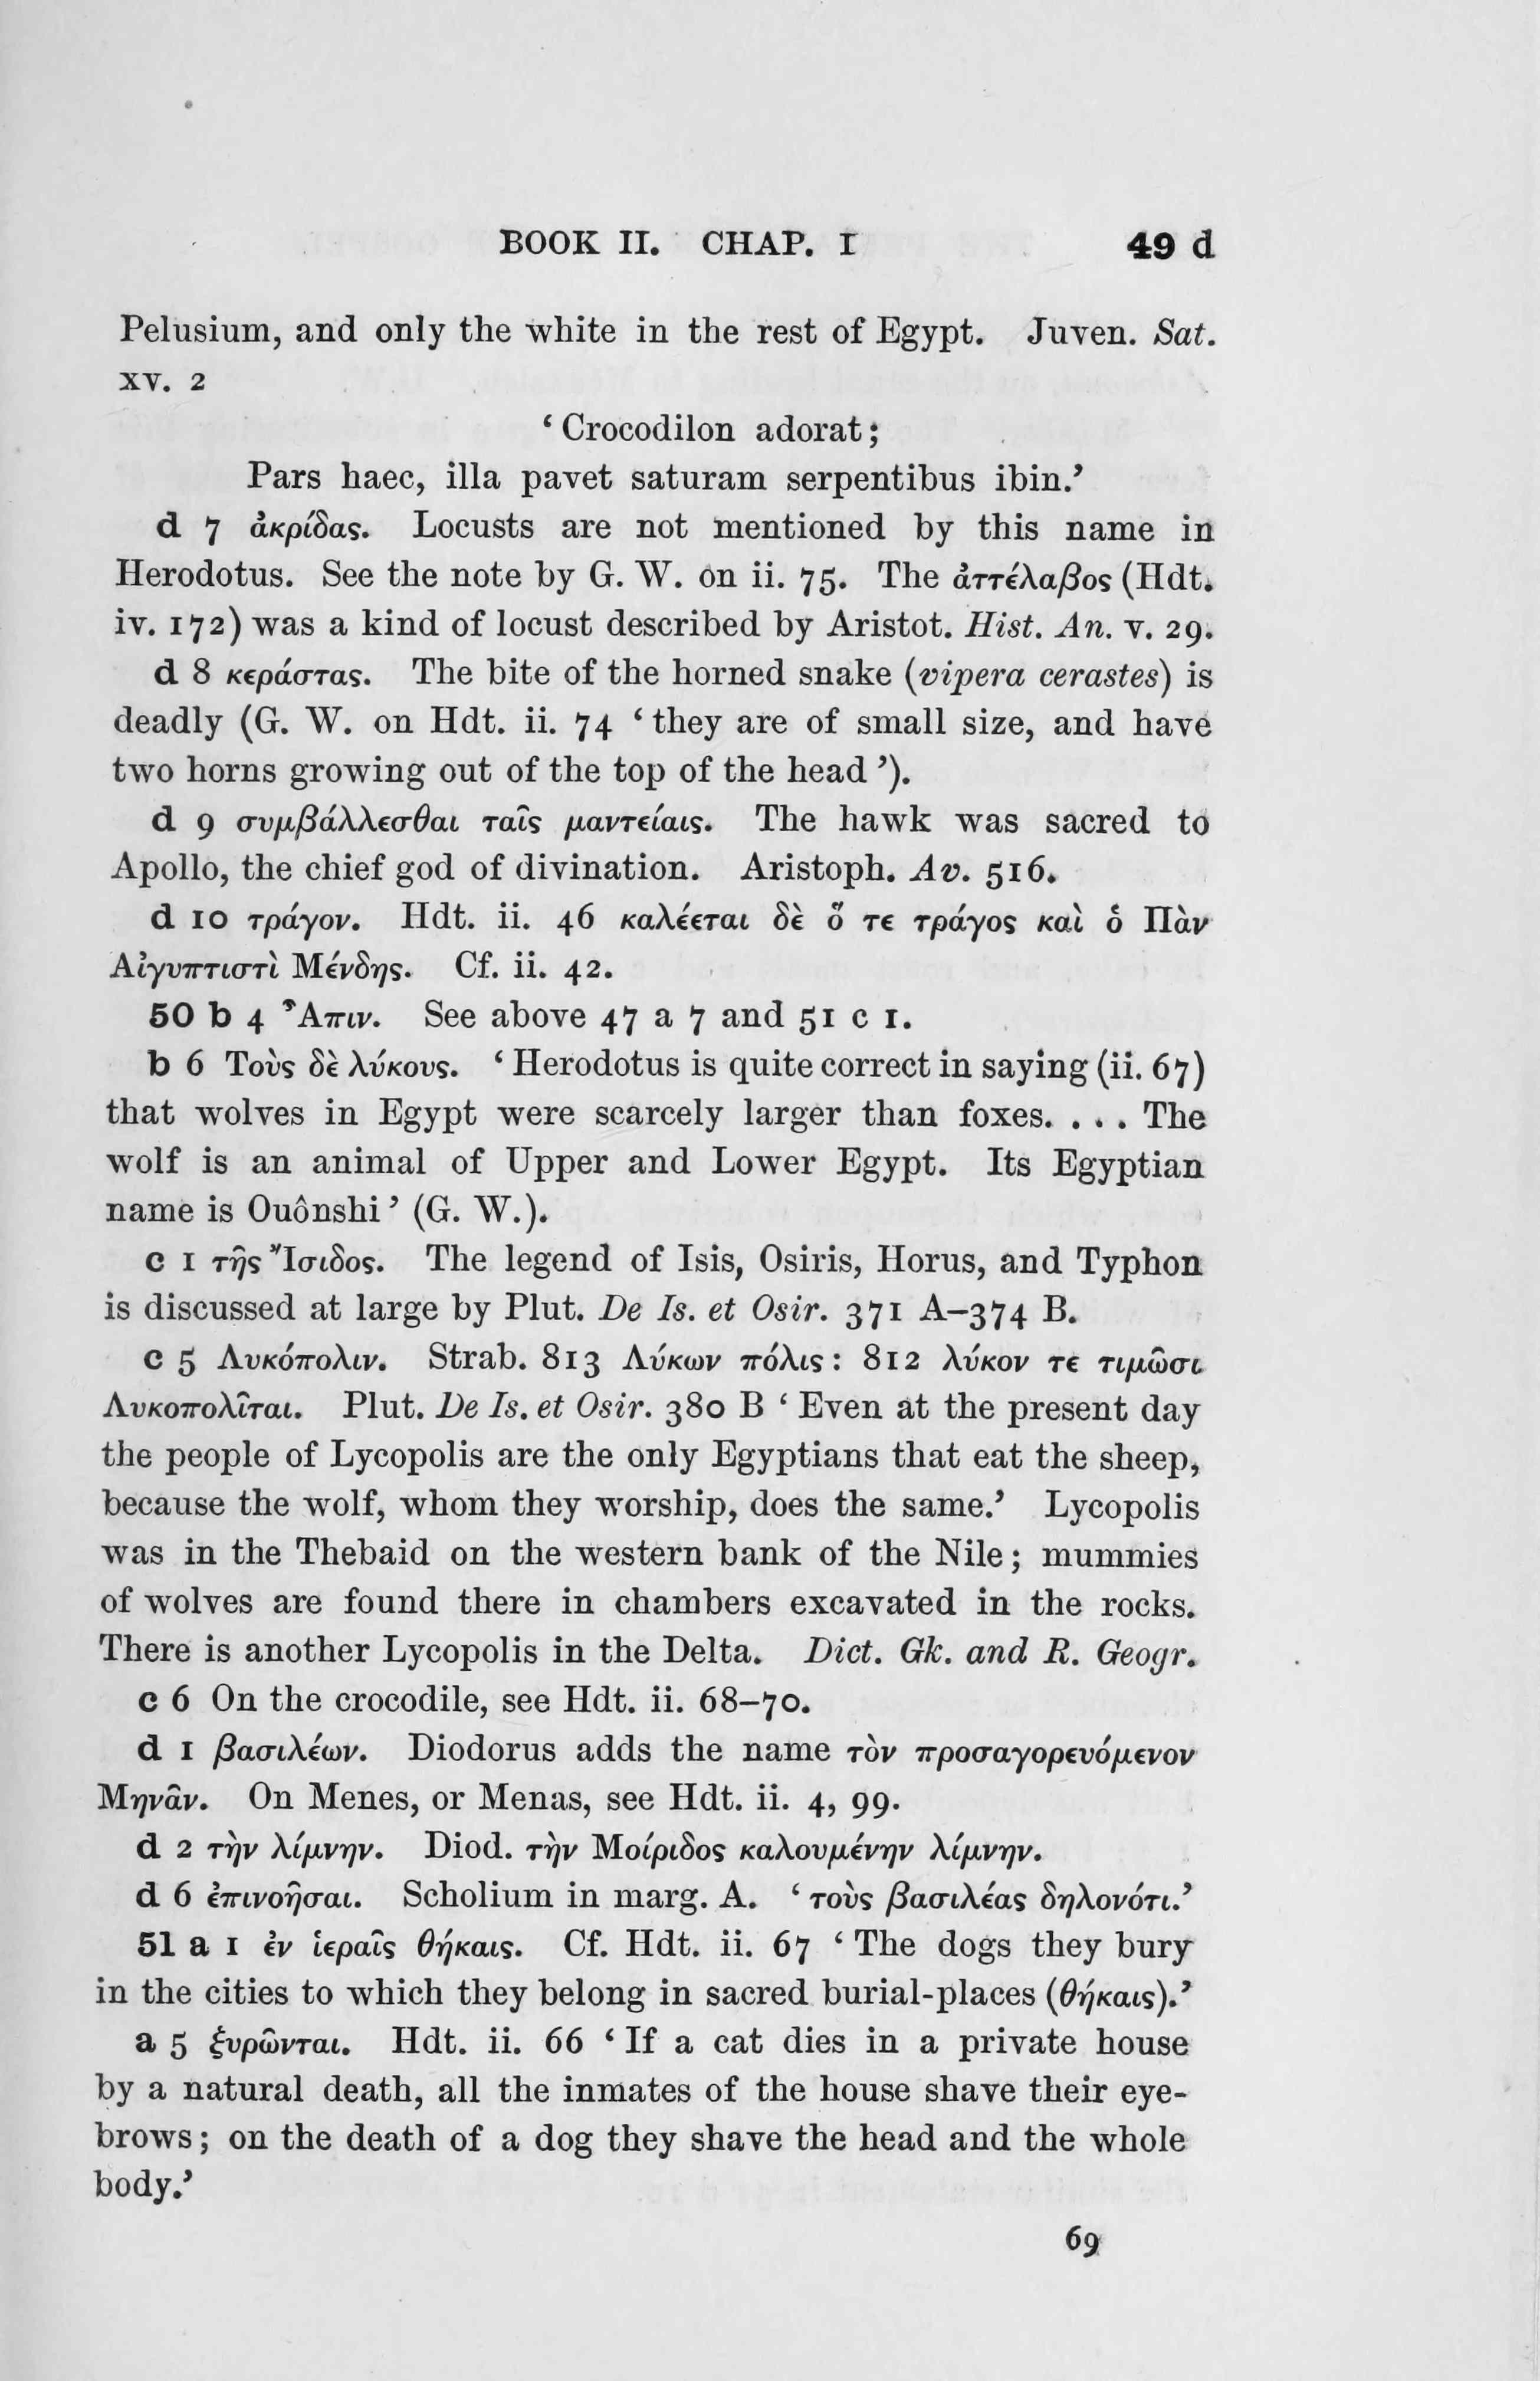 BOOK II. CHAP. I 49 d
Pelusium, and only the white in the rest of Egypt. Juven. Sat.
xv. 2
‘ Crocodilon adorat ;
Pars haec, illa pavet saturam serpentibus ibin.’
d 7 ἀκρίδας. Locusts are not mentioned by this name in
Herodotus. See the note by G. W. on ii. 75. The ἀττέλαβος (Hdt.
iv. 172) was a kind of locust described by Aristot. Hist. An. v. 29.
d 8 κεράστας. The bite of the horned snake (vipera cerastes) is
deadly (G. W. on Hdt. ii. 74 ‘ they are of small size, and have
two horns growing out of the top of the head ’).
d 9 συμβάλλεσθαι ταῖς μαντείαις. The hawk was sacred to
Apollo, the chief god of divination. Aristoph. Av. 516.
d 10 τράγον. Hdt. ii. 46 καλέεται δὲ ὅ τε τράγος καὶ ὁ Πὰν
Αἰγυπτιστὶ Μένδης. Cf. ii. 42.
50 b 4 Ἆπιν. See above 47 a 7 and 51 c 1.
b 6 Τοὺς δὲ λύκους. ‘ Herodotus is quite correct in saying (ii. 67)
that wolves in Egypt were scarcely larger than foxes. . . . The
wolf is an animal of Upper and Lower Egypt. Its Egyptian
name is Ouônshi ’ (G. W.).
c 1 τῆς Ἴσιδος. The legend of Isis, Osiris, Horus, and Typhon
is discussed at large by Plut. De Is. et Osir. 371 A–374 B.
c 5 Λυκόπολιν. Strab. 813 Λύκων πόλις : 812 λύκον τε τιμῶσι
Λυκοπολῖται. Plut. De Is. et Osir. 380 B ‘ Even at the present day
the people of Lycopolis are the only Egyptians that eat the sheep,
because the wolf, whom they worship, does the same.’ Lycopolis
was in the Thebaid on the western bank of the Nile ; mummies
of wolves are found there in chambers excavated in the rocks.
There is another Lycopolis in the Delta. Dict. Gk. and R. Geogr.
c 6 On the crocodile, see Hdt. ii. 68–70.
d 1 βασιλέων. Diodorus adds the name τὸν προσαγορευόμενον
Μηνᾶν. On Menes, or Menas, see Hdt. ii. 4, 99.
d 2 τὴν λίμνην. Diod. τὴν Μοίριδος καλουμένην λίμνην.
d 6 ἐπινοῆσαι. Scholium in marg. A. ‘ τοὺς βασιλέας δηλονότι.’
51 a 1 ἐν ἱεραῖς θήκαις. Cf. Hdt. ii. 67 ‘ The dogs they bury
in the cities to which they belong in sacred burial-places (θήκαις).’
a 5 ξυρῶνται. Hdt. ii. 66 ‘ If a cat dies in a private house
by a natural death, all the inmates of the house shave their eye-
brows ; on the death of a dog they shave the head and the whole
body.’
69